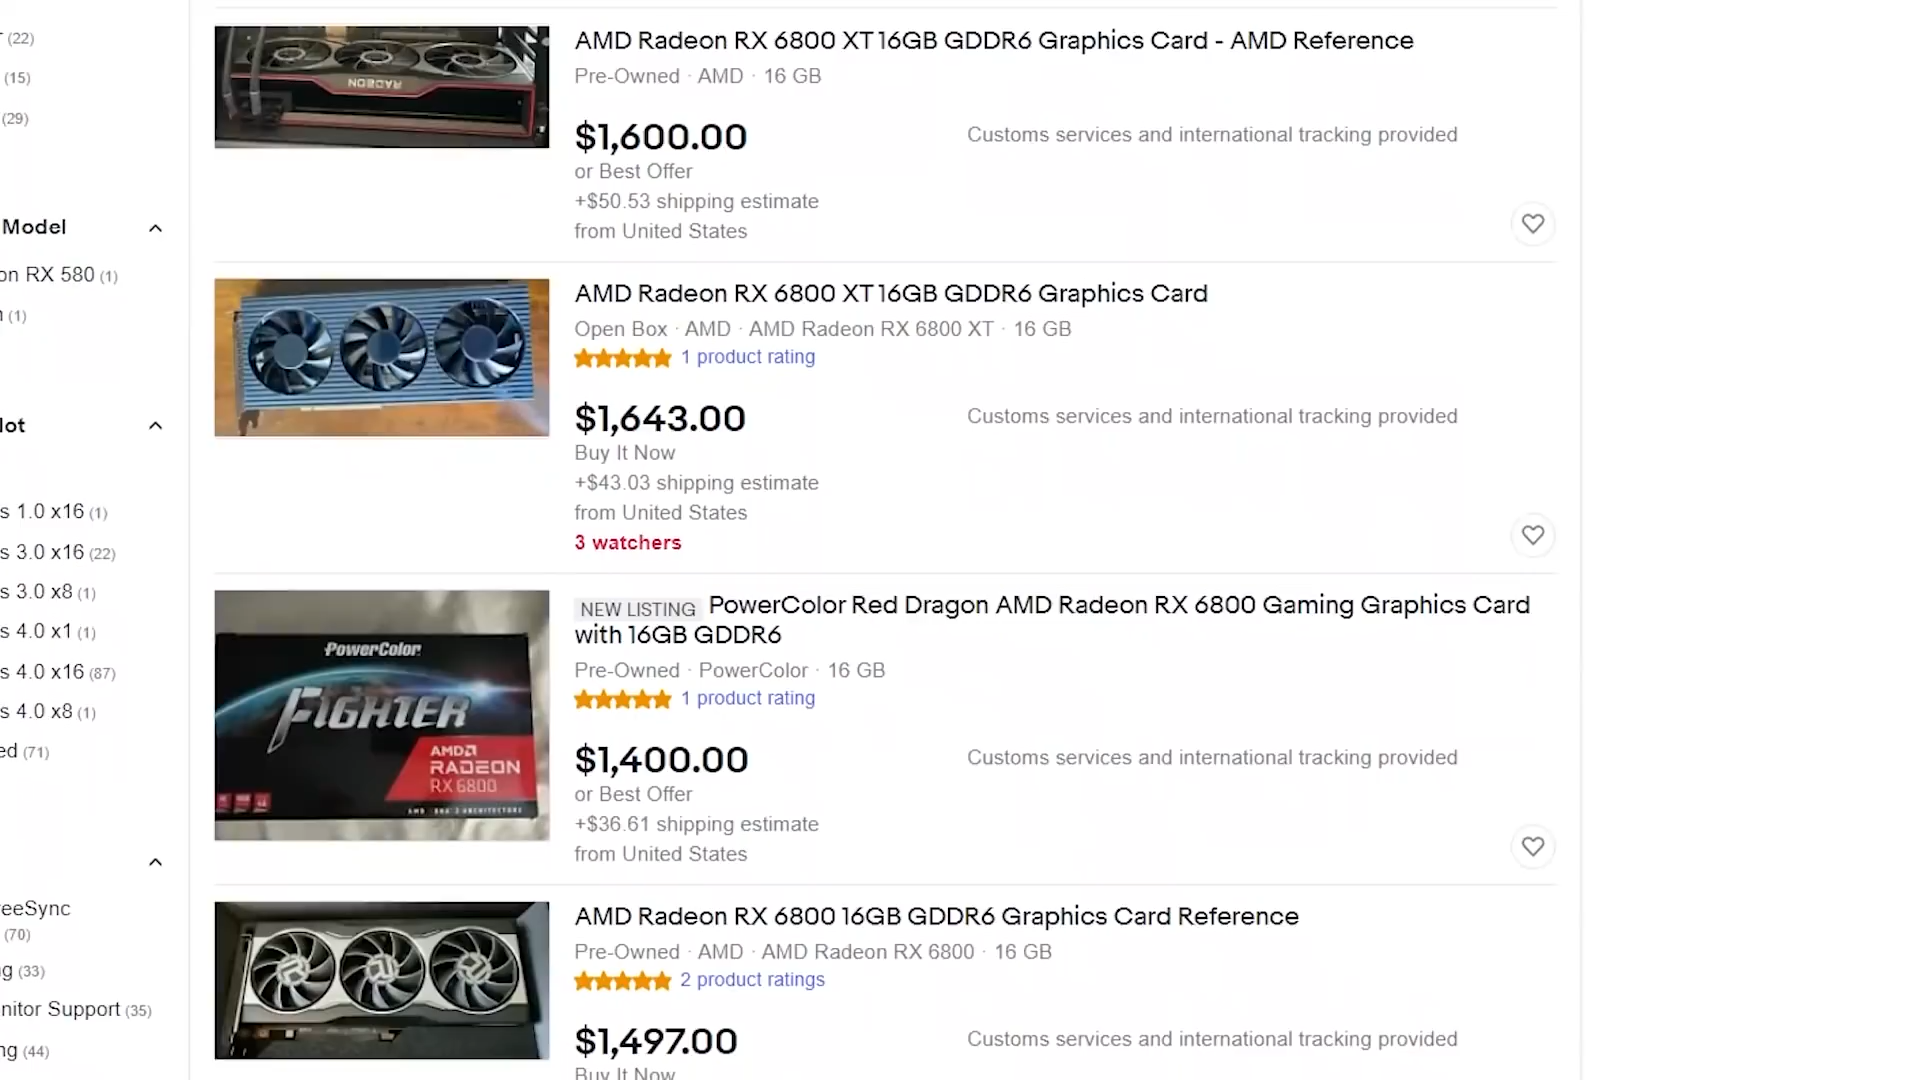 (22)
(15)
(29)
Model
on RX 580 (1)
(1)
lot
s 1.0 x16 (1)
s 3.0 x16 (22)
s 3.0 x8 (1)
s 4.0 x1 (1)
s 4.0 x16 (87)
s 4.0 x8 (1)
ed (71)
reeSync
(70)
g (33)
nitor Support (35)
ng (44)
RADEON
AMD Radeon RX 6800 XT 16GB GDDR6 Graphics Card - AMD Reference
Pre-Owned · AMD · 16 GB
$1,600.00
or Best Offer
+$50.53 shipping estimate
from United States
Customs services and international tracking provided
AMD Radeon RX 6800 XT 16GB GDDR6 Graphics Card
Open Box · AMD · AMD Radeon RX 6800 XT · 16 GB
1 product rating
$1,643.00
Buy It Now
+$43.03 shipping estimate
from United States
3 watchers
Customs services and international tracking provided
PowerColor
FIGHTER
AMD
RADEON
RX 6800
NEW LISTING PowerColor Red Dragon AMD Radeon RX 6800 Gaming Graphics Card
with 16GB GDDR6
Pre-Owned · PowerColor · 16 GB
1 product rating
$1,400.00
or Best Offer
+$36.61 shipping estimate
from United States
Customs services and international tracking provided
AMD Radeon RX 6800 16GB GDDR6 Graphics Card Reference
Pre-Owned · AMD · AMD Radeon RX 6800 · 16 GB
2 product ratings
$1,497.00
Buy It Now
Customs services and international tracking provided